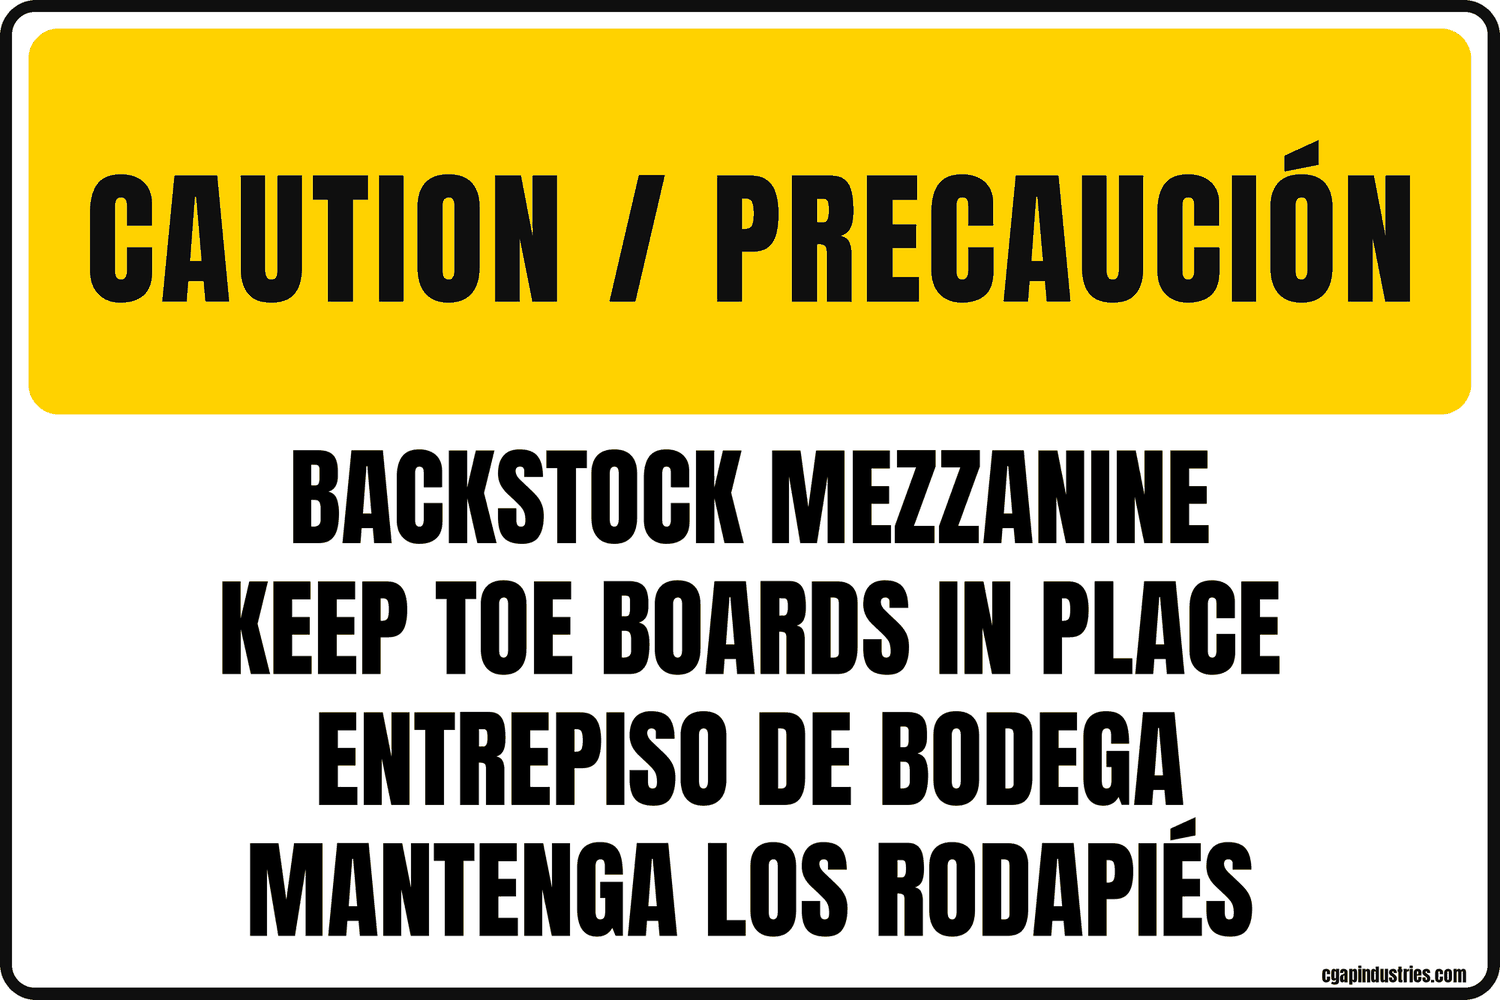 CAUTION / PRECAUCIÓN
BACKSTOCK MEZZANINE
KEEP TOE BOARDS IN PLACE
ENTREPISO DE BODEGA
MANTENGA LOS RODAPIÉS
cgapindustries.com